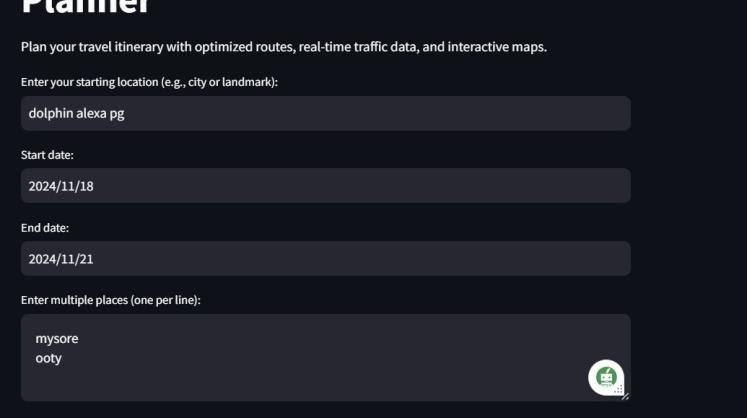 Planner
Plan your travel itinerary with optimized routes, real-time traffic data, and interactive maps.
Enter your starting location (e.g., city or landmark):
dolphin alexa pg
Start date:
2024/11/18
End date:
2024/11/21
Enter multiple places (one per line):
mysore
ooty